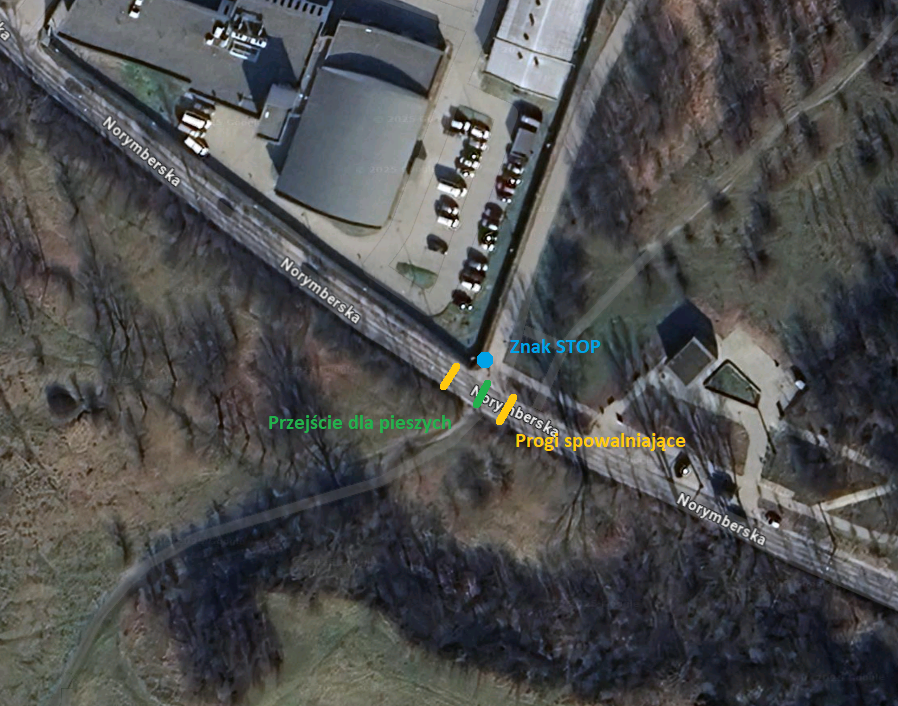 Norymberska
Norymberska
Znak STOP
Norymberska
Przejście dla pieszych
Progi spowalniające
Norymberska